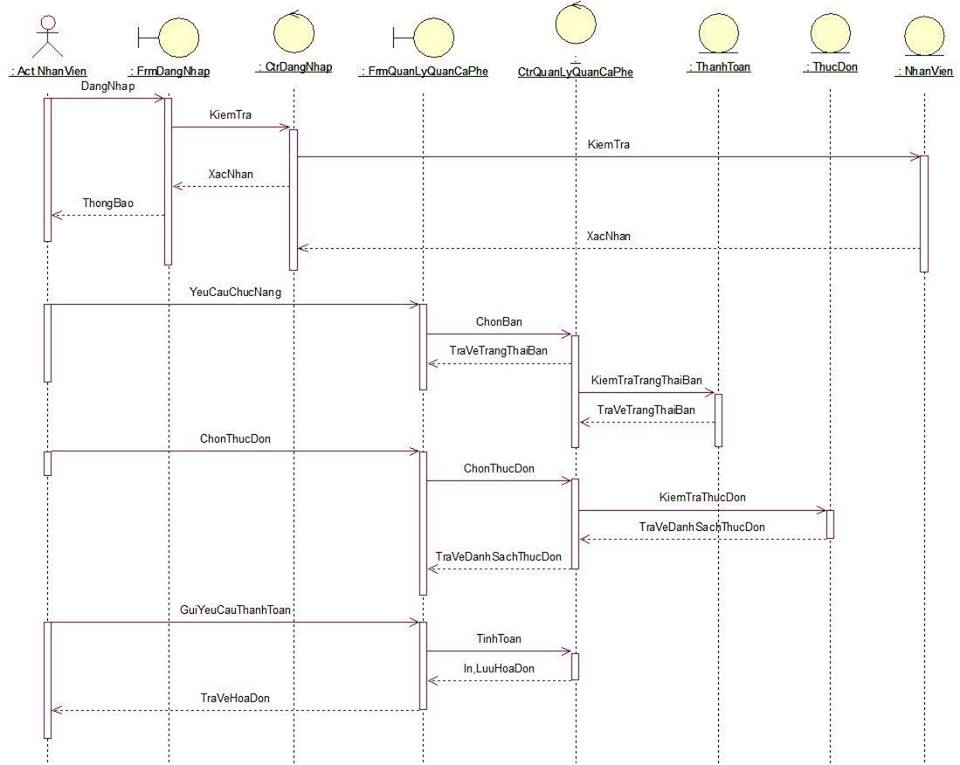 : Act NhanVien
: FrmDangNhap
: CtrDangNhap
: FrmQuanLyQuanCaPhe
:
CtrQuanLyQuanCaPhe
: ThanhToan
: ThucDon
: NhanVien
DangNhap
KiemTra
KiemTra
XacNhan
ThongBao
XacNhan
YeuCauChucNang
ChonBan
TraVeTrangThaiBan
KiemTraTrangThaiBan
TraVeTrangThaiBan
ChonThucDon
ChonThucDon
KiemTraThucDon
TraVeDanhSachThucDon
TraVeDanhSachThucDon
GuiYeuCauThanhToan
TinhToan
In,LuuHoaDon
TraVeHoaDon